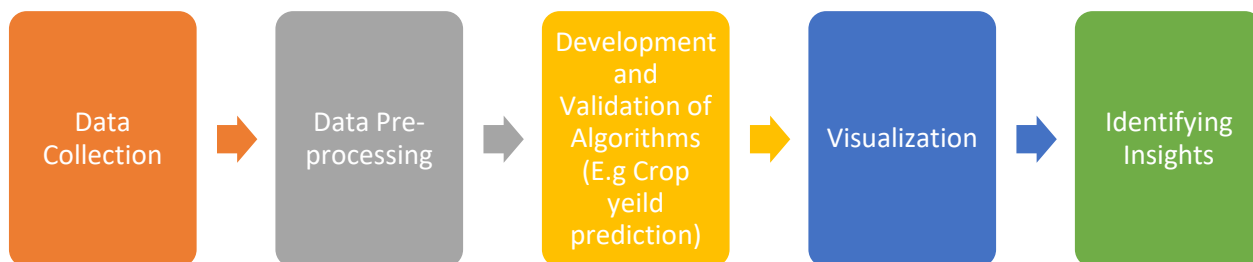 Data
Collection
Data Pre-
processing
Development
and
Validation of
Algorithms
(E.g Crop
yeild
prediction)
Visualization
Identifying
Insights